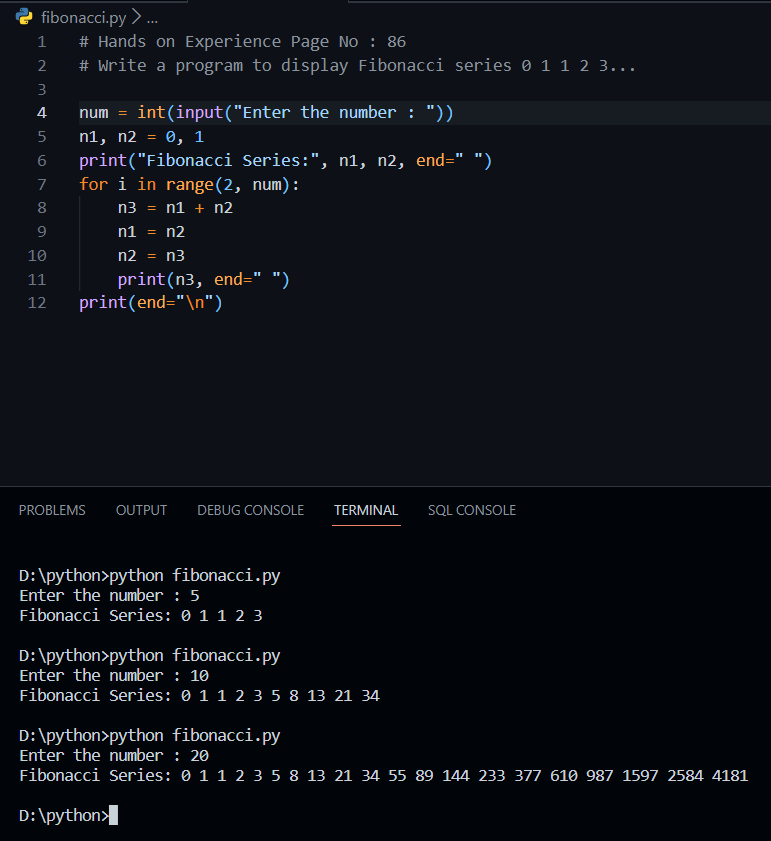 fibonacci.py > ...
1 # Hands on Experience Page No : 86
2 # Write a program to display Fibonacci series 0 1 1 2 3...
3
4 num = int(input("Enter the number : "))
5 n1, n2 = 0, 1
6 print("Fibonacci Series:", n1, n2, end=" ")
7 for i in range(2, num):
8     n3 = n1 + n2
9     n1 = n2
10     n2 = n3
11     print(n3, end=" ")
12 print(end="\n")
PROBLEMS OUTPUT DEBUG CONSOLE TERMINAL SQL CONSOLE
D:\python>python fibonacci.py
Enter the number : 5
Fibonacci Series: 0 1 1 2 3
D:\python>python fibonacci.py
Enter the number : 10
Fibonacci Series: 0 1 1 2 3 5 8 13 21 34
D:\python>python fibonacci.py
Enter the number : 20
Fibonacci Series: 0 1 1 2 3 5 8 13 21 34 55 89 144 233 377 610 987 1597 2584 4181
D:\python>